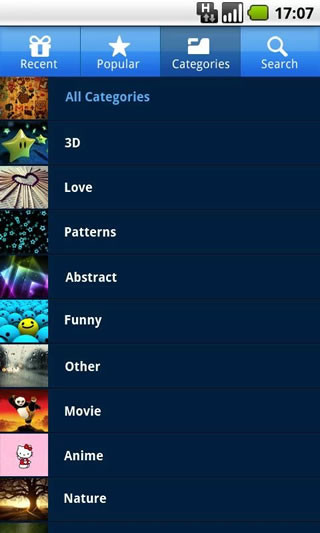 H 17:07
Recent Popular Categories Search
All Categories
3D
Love
Patterns
Abstract
Funny
Other
Movie
Anime
Nature